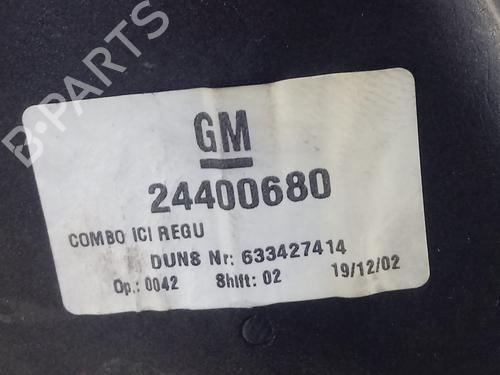 B-PARTS
GM
24400680
COMBO ICI REGU
DUNS Nr: 633427414
Op.: 0042 Shift: 02 19/12/02